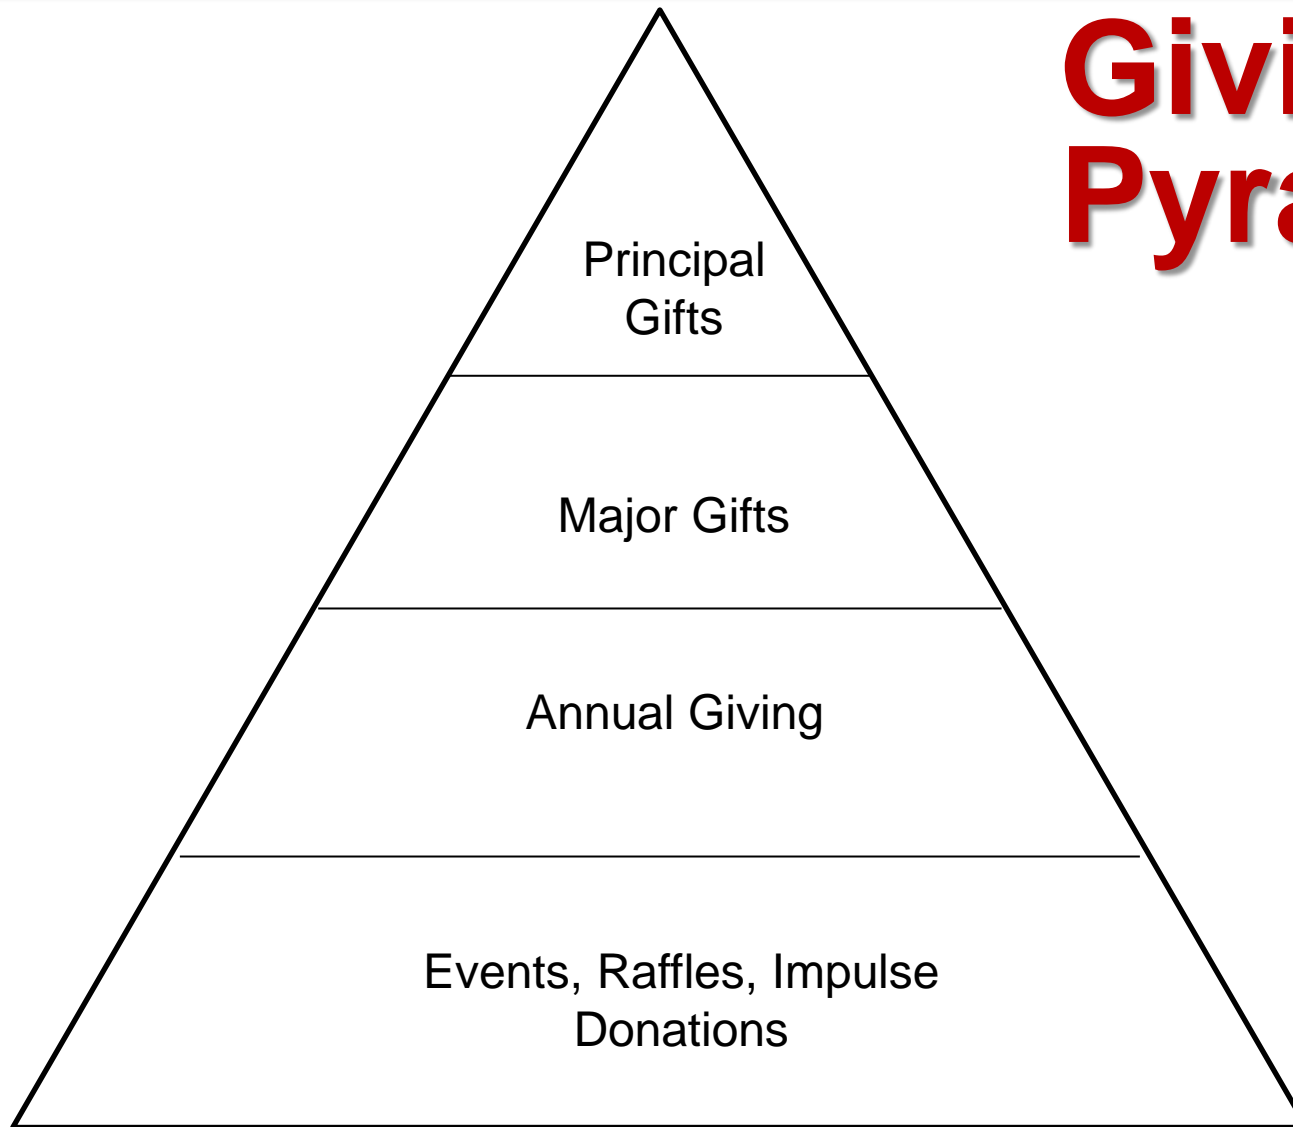 Givi
Pyra
Principal
Gifts
Major Gifts
Annual Giving
Events, Raffles, Impulse
Donations